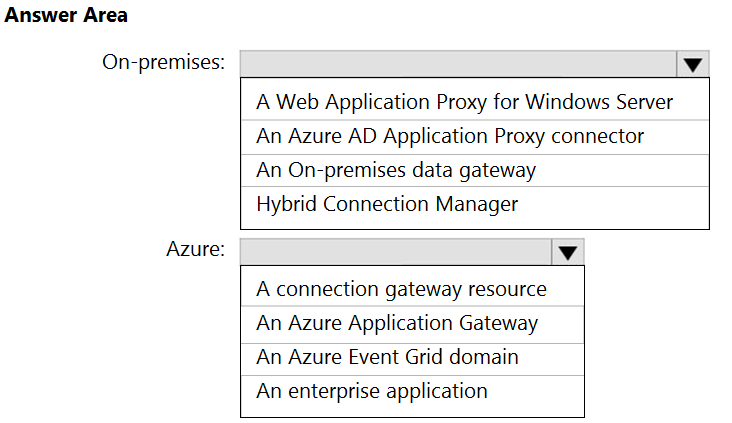 Answer Area
On-premises:
A Web Application Proxy for Windows Server
An Azure AD Application Proxy connector
An On-premises data gateway
Hybrid Connection Manager
Azure:
A connection gateway resource
An Azure Application Gateway
An Azure Event Grid domain
An enterprise application